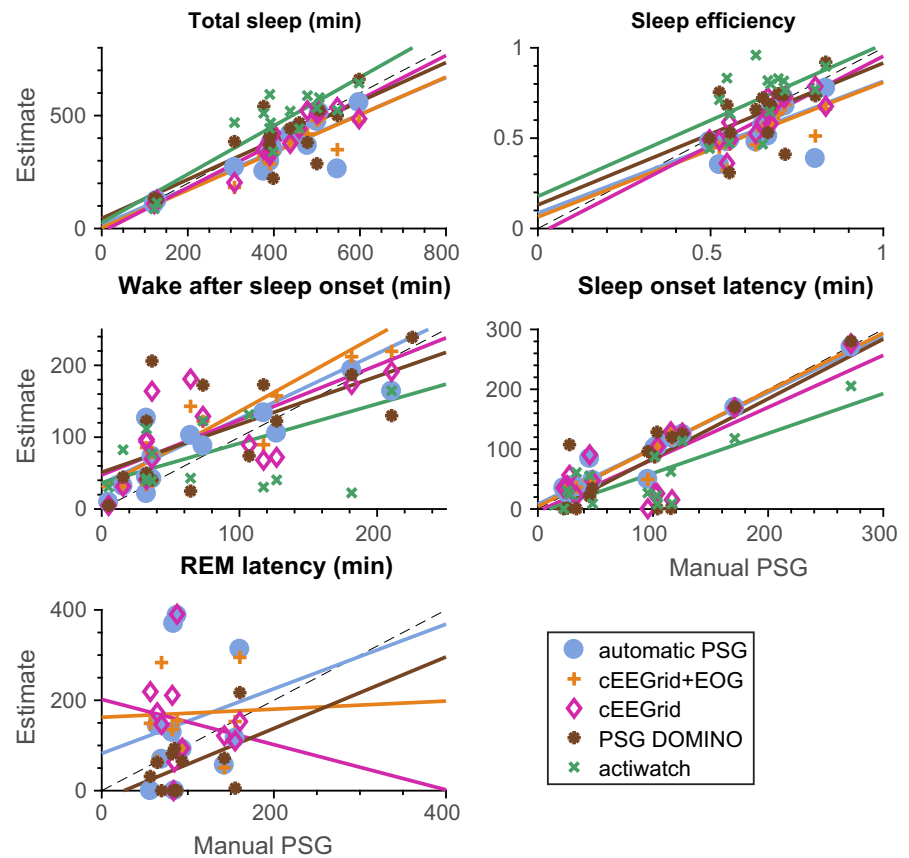 Total sleep (min)
Estimate
500
0
0 200 400 600 800
Sleep efficiency
1
0.5
0
0.5 1
Wake after sleep onset (min)
Estimate
200
100
0
0 100 200
Sleep onset latency (min)
300
200
100
0
0 100 200 300
Manual PSG
REM latency (min)
Estimate
400
200
0
0 200 400
Manual PSG
automatic PSG
cEEGrid+EOG
cEEGrid
PSG DOMINO
actiwatch